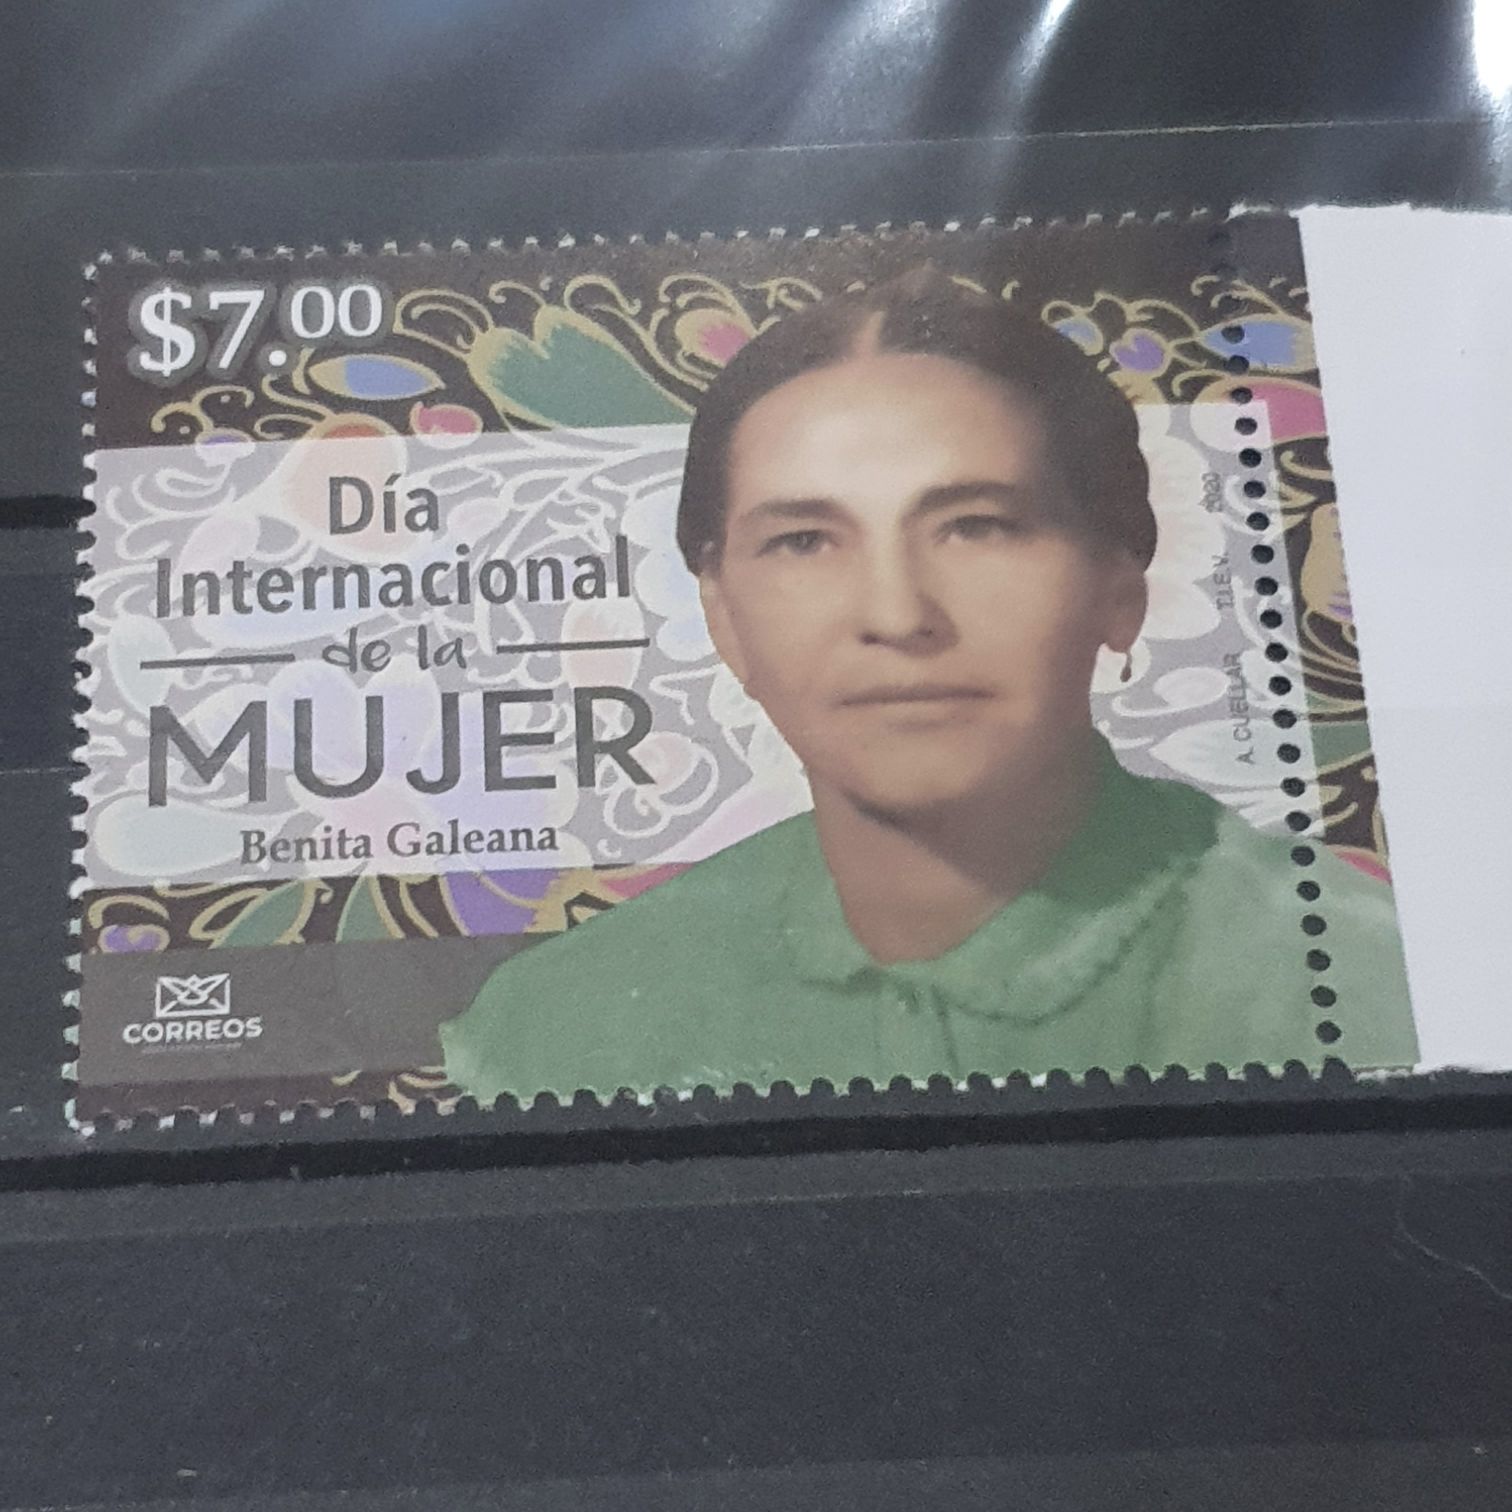 $7.00
Día
Internacional
de la
MUJER
Benita Galeana
CORREOS
A. CUELLAR T.I.E.V. 2020